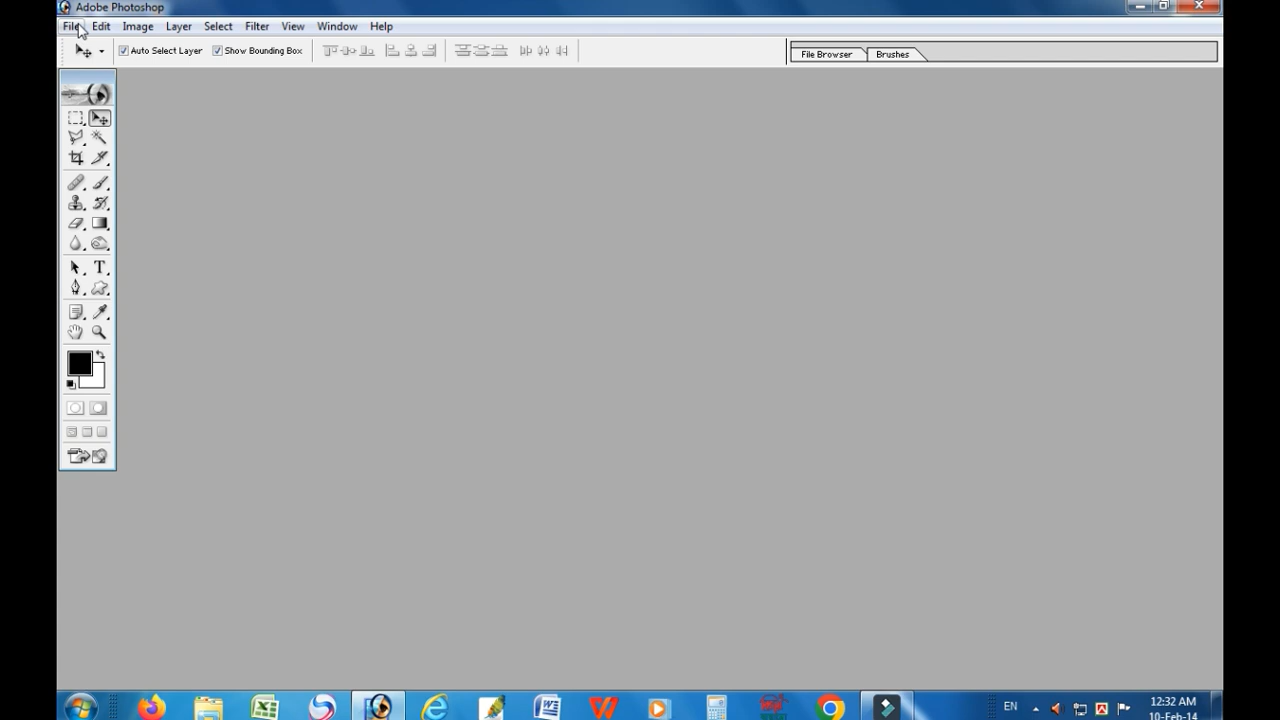 Adobe Photoshop
File Edit Image Layer Select Filter View Window Help
Auto Select Layer Show Bounding Box File Browser Brushes
T
EN 12:32 AM
10-Feb-14